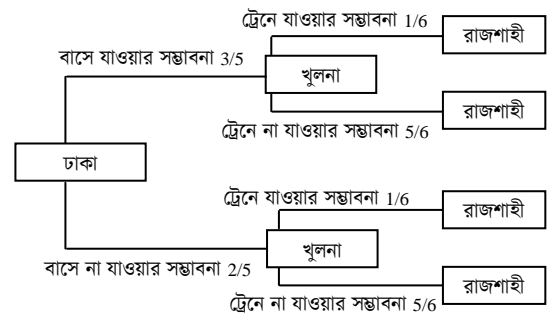 ট্রেনে যাওয়ার সম্ভাবনা 1/6
রাজশাহী
বাসে যাওয়ার সম্ভাবনা 3/5
খুলনা
রাজশাহী
ট্রেনে না যাওয়ার সম্ভাবনা 5/6
ঢাকা
ট্রেনে যাওয়ার সম্ভাবনা 1/6
রাজশাহী
খুলনা
বাসে না যাওয়ার সম্ভাবনা 2/5
রাজশাহী
ট্রেনে না যাওয়ার সম্ভাবনা 5/6